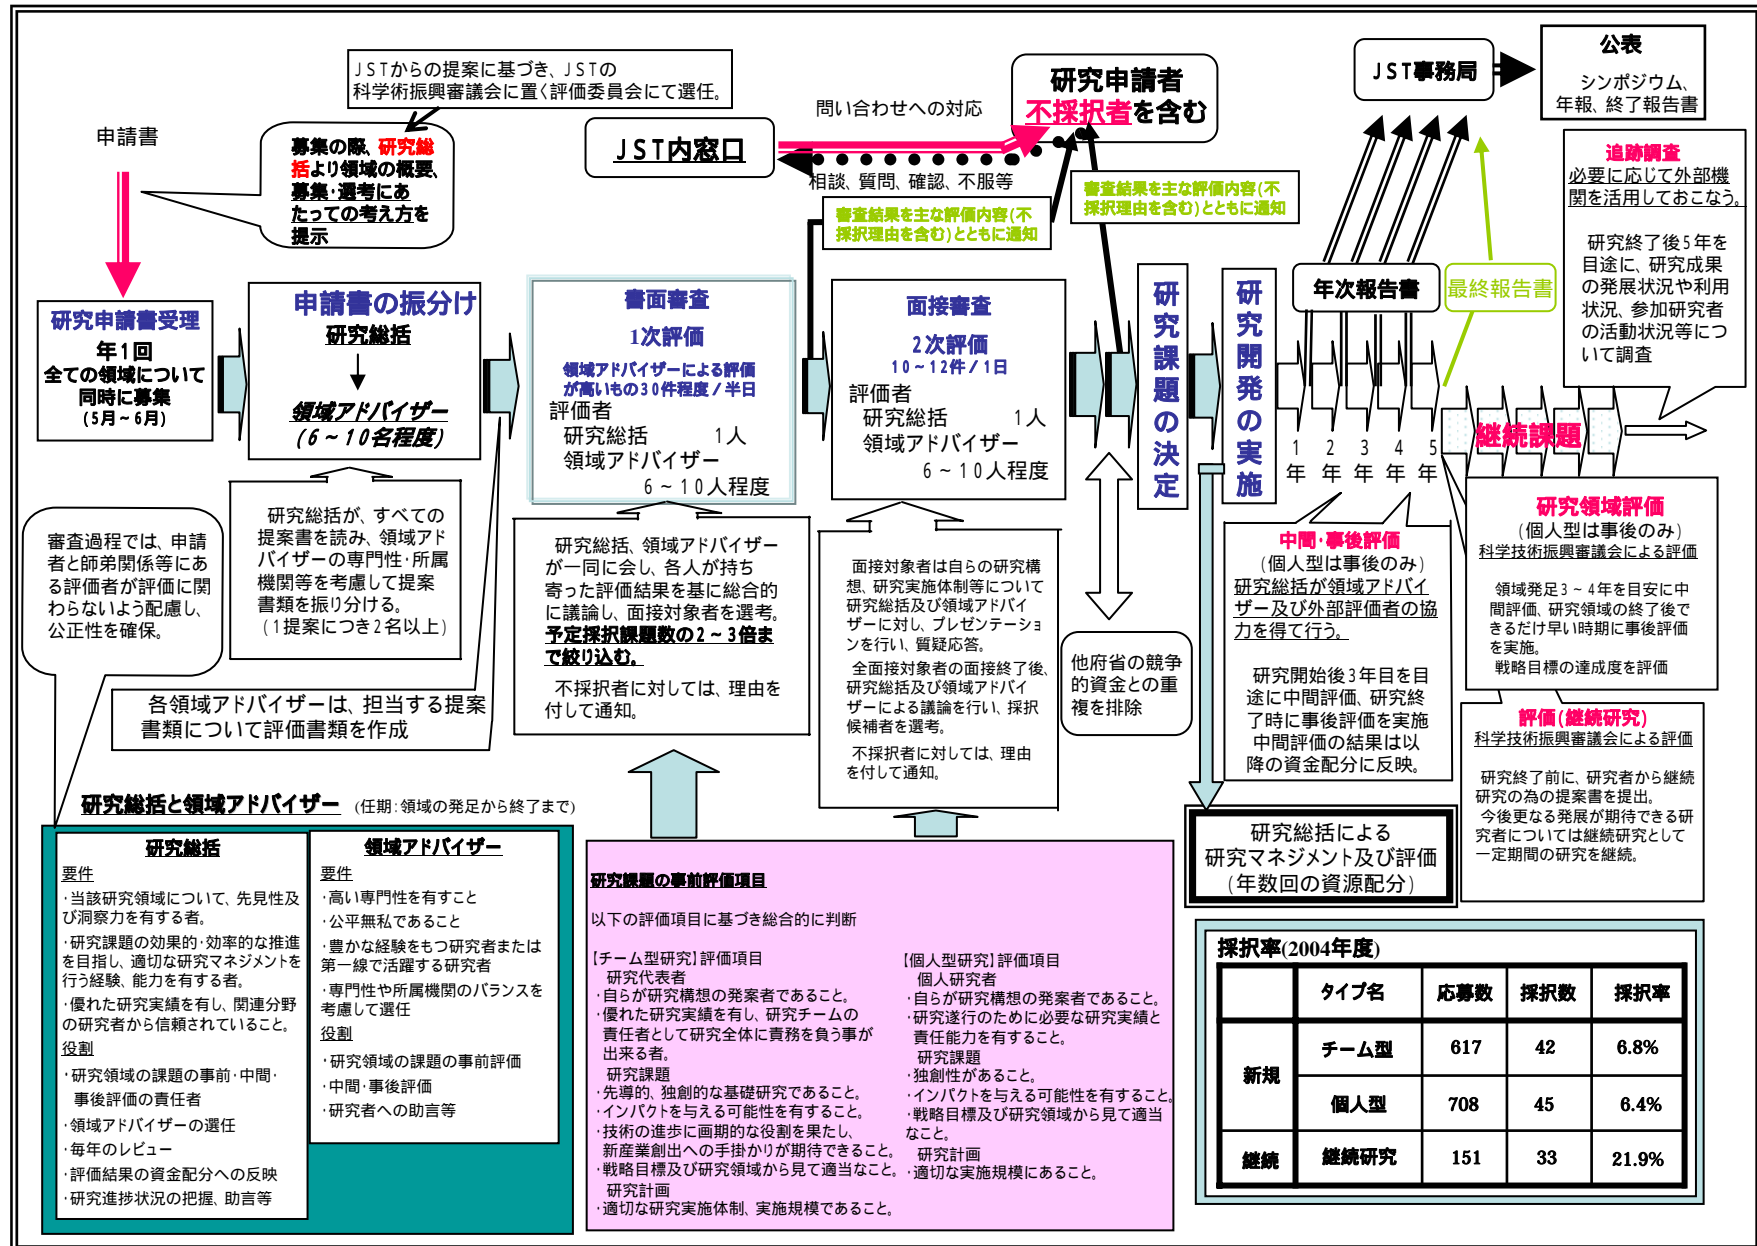 JSTからの提案に基づき、JSTの
科学術振興審議会に置く評価委員会にて選任。
申請書
募集の際、研究総
括より領域の概要、
募集・選考にあ
たっての考え方を
提示
JST内窓口
問い合わせへの対応
相談、質問、確認、不服等
研究申請者
不採択者を含む
審査結果を主な評価内容(不
採択理由を含む)とともに通知
審査結果を主な評価内容(不
採択理由を含む)とともに通知
JST事務局
公表
シンポジウム、
年報、終了報告書
追跡調査
必要に応じて外部機
関を活用しておこなう。
研究終了後5年を
目途に、研究成果
の発展状況や利用
状況、参加研究者
の活動状況等につ
いて調査
研究申請書受理
年1回
全ての領域について
同時に募集
(5月~6月)
申請書の振分け
研究総括
領域アドバイザー
(6~10名程度)
書面審査
1次評価
領域アドバイザーによる評価
が高いもの30件程度/半日
評価者
研究総括 1人
領域アドバイザー
6~10人程度
面接審査
2次評価
10~12件/1日
評価者
研究総括 1人
領域アドバイザー
6~10人程度
研究課題の決定
研究開発の実施
年次報告書
最終報告書
1 2 3 4 5
年 年 年 年 年
継続課題
審査過程では、申請
者と師弟関係等にあ
る評価者が評価に関
わらないよう配慮し、
公正性を確保。
研究総括が、すべての
提案書を読み、領域アド
バイザーの専門性・所属
機関等を考慮して提案
書類を振り分ける。
(1提案につき2名以上)
各領域アドバイザーは、担当する提案
書類について評価書類を作成
研究総括、領域アドバイザー
が一同に会し、各人が持ち
寄った評価結果を基に総合的
に議論し、面接対象者を選考。
予定採択課題数の2~3倍ま
で絞り込む。
不採択者に対しては、理由を
付して通知。
面接対象者は自らの研究構
想、研究実施体制等について
研究総括及び領域アドバイ
ザーに対し、プレゼンテーショ
ンを行い、質疑応答。
全面接対象者の面接終了後、
研究総括及び領域アドバイ
ザーによる議論を行い、採択
候補者を選考。
不採択者に対しては、理由
を付して通知。
他府省の競争
的資金との重
複を排除
中間・事後評価
(個人型は事後のみ)
研究総括が領域アドバイ
ザー及び外部評価者の協
力を得て行う。
研究開始後3年目を目
途に中間評価、研究終
了時に事後評価を実施
中間評価の結果は以
降の資金配分に反映。
研究領域評価
(個人型は事後のみ)
科学技術振興審議会による評価
領域発足3~4年を目安に中
間評価、研究領域の終了後で
きるだけ早い時期に事後評価
を実施。
戦略目標の達成度を評価
評価(継続研究)
科学技術振興審議会による評価
研究終了前に、研究者から継続
研究の為の提案書を提出。
今後更なる発展が期待できる研
究者については継続研究として
一定期間の研究を継続。
研究総括による
研究マネジメント及び評価
(年数回の資源配分)
研究総括と領域アドバイザー (任期:領域の発足から終了まで)
研究総括
要件
・当該研究領域について、先見性及
び洞察力を有する者。
・研究課題の効果的・効率的な推進
を目指し、適切な研究マネジメントを
行う経験、能力を有する者。
・優れた研究実績を有し、関連分野
の研究者から信頼されていること。
役割
・研究領域の課題の事前・中間・
事後評価の責任者
・領域アドバイザーの選任
・毎年のレビュー
・評価結果の資金配分への反映
・研究進捗状況の把握、助言等
領域アドバイザー
要件
・高い専門性を有すこと
・公平無私であること
・豊かな経験をもつ研究者または
第一線で活躍する研究者
・専門性や所属機関のバランスを
考慮して選任
役割
・研究領域の課題の事前評価
・中間・事後評価
・研究者への助言等
研究課題の事前評価項目
以下の評価項目に基づき総合的に判断
【チーム型研究】評価項目
研究代表者
・自らが研究構想の発案者であること。
・優れた研究実績を有し、研究チームの
責任者として研究全体に責務を負う事が
出来る者。
研究課題
・先導的、独創的な基礎研究であること。
・インパクトを与える可能性を有すること。
・技術の進歩に画期的な役割を果たし、
新産業創出への手掛かりが期待できること。
・戦略目標及び研究領域から見て適当なこと。
研究計画
・適切な研究実施体制、実施規模であること。
【個人型研究】評価項目
個人研究者
・自らが研究構想の発案者であること。
・研究遂行のために必要な研究実績と
責任能力を有すること。
研究課題
・独創性があること。
・インパクトを与える可能性を有すること。
・戦略目標及び研究領域から見て適当
なこと。
研究計画
・適切な実施規模にあること。
採択率(2004年度)
タイプ名 応募数 採択数 採択率
新規 チーム型 617 42 6.8%
個人型 708 45 6.4%
継続 継続研究 151 33 21.9%